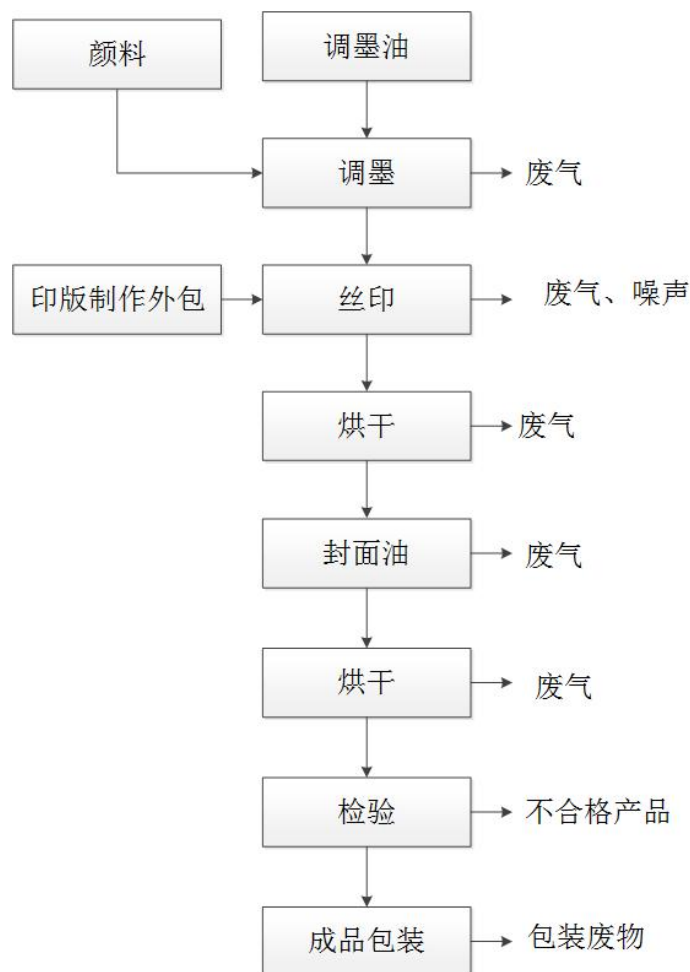 颜料
调墨油
调墨
废气
印版制作外包
丝印
废气、噪声
烘干
废气
封面油
废气
烘干
废气
检验
不合格产品
成品包装
包装废物